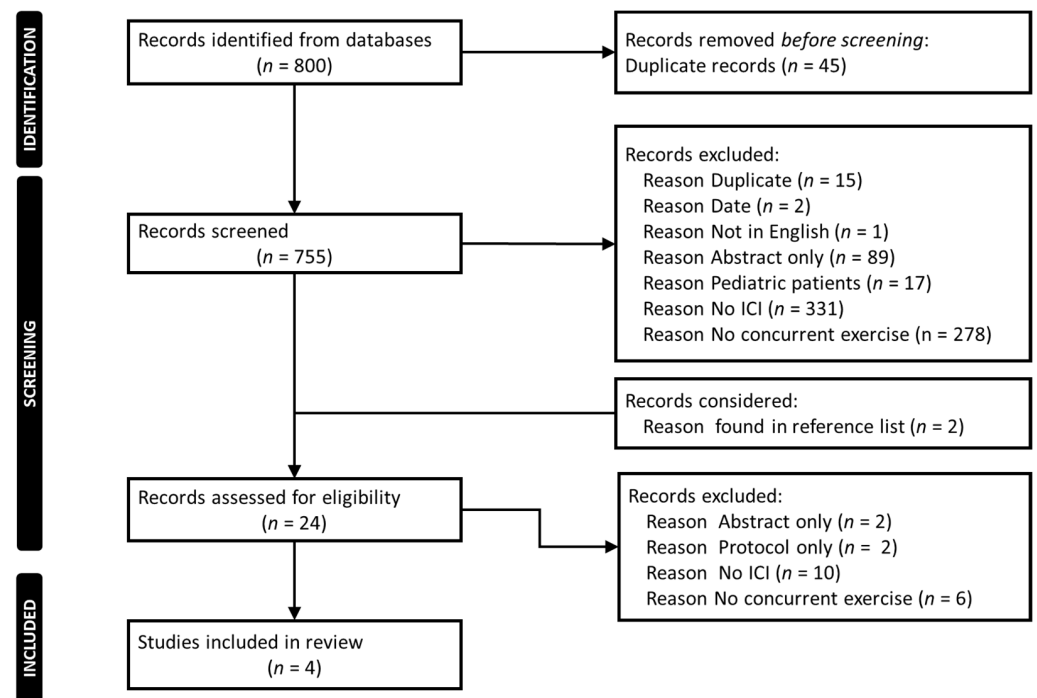 IDENTIFICATION
Records identified from databases
(n = 800)
Records removed before screening:
Duplicate records (n = 45)
SCREENING
Records screened
(n = 755)
Records excluded:
Reason Duplicate (n = 15)
Reason Date (n = 2)
Reason Not in English (n = 1)
Reason Abstract only (n = 89)
Reason Pediatric patients (n = 17)
Reason No ICI (n = 331)
Reason No concurrent exercise (n = 278)
Records considered:
Reason found in reference list (n = 2)
Records assessed for eligibility
(n = 24)
Records excluded:
Reason Abstract only (n = 2)
Reason Protocol only (n = 2)
Reason No ICI (n = 10)
Reason No concurrent exercise (n = 6)
INCLUDED
Studies included in review
(n = 4)